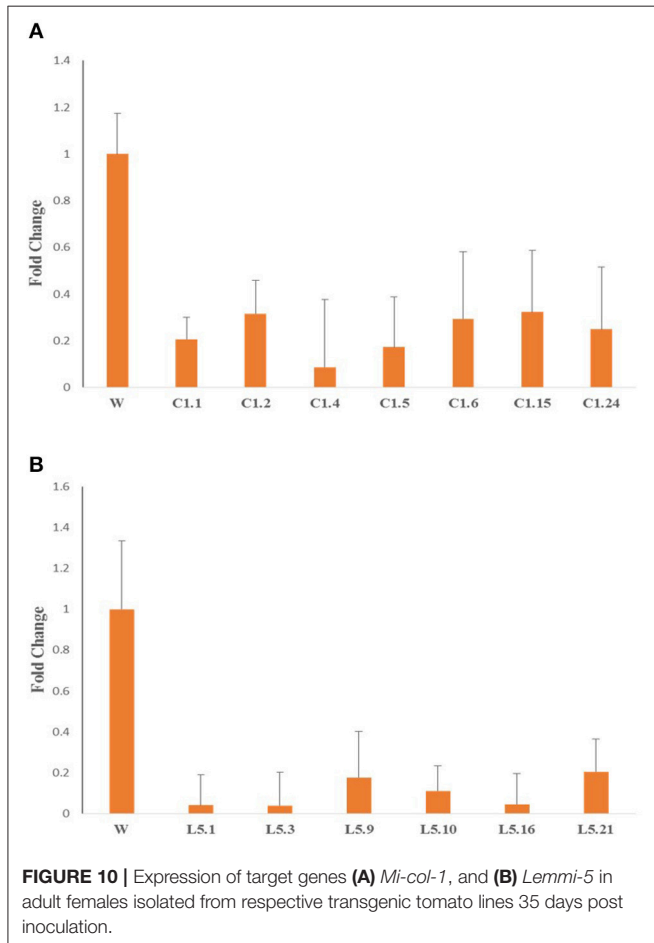 A
1.4
1.2
1
0.8
0.6
0.4
0.2
0
Fold Change
W C1.1 C1.2 C1.4 C1.5 C1.6 C1.15 C1.24
B
1.6
1.4
1.2
1
0.8
0.6
0.4
0.2
0
Fold Change
W L5.1 L5.3 L5.9 L5.10 L5.16 L5.21
FIGURE 10 | Expression of target genes (A) Mi-col-1, and (B) Lemmi-5 in
adult females isolated from respective transgenic tomato lines 35 days post
inoculation.